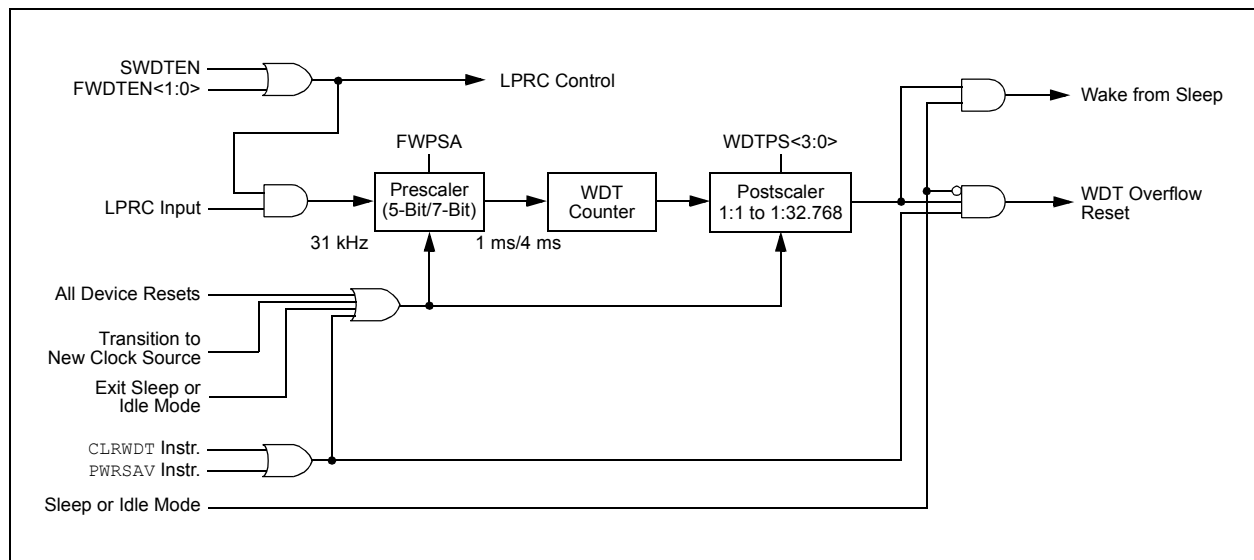 SWDTEN
FWDTEN<1:0>
LPRC Control
Wake from Sleep
FWPSA
WDTPS<3:0>
LPRC Input
Prescaler
(5-Bit/7-Bit)
WDT
Counter
Postscaler
1:1 to 1:32.768
WDT Overflow
Reset
31 kHz
1 ms/4 ms
All Device Resets
Transition to
New Clock Source
Exit Sleep or
Idle Mode
CLRWDT Instr.
PWRSAV Instr.
Sleep or Idle Mode